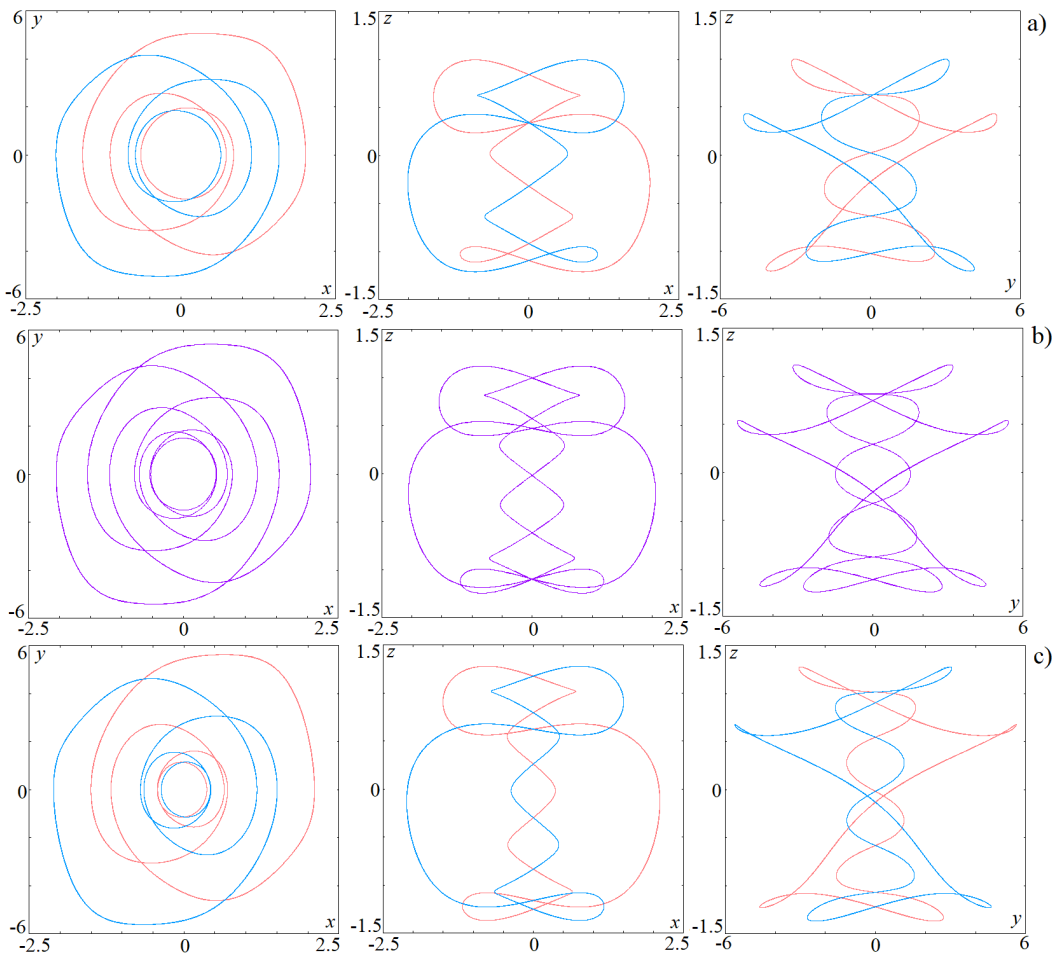 6 y 1.5 z 1.5 z a)
0 0 0
-6 x -1.5 x -1.5 y
-2.5 0 2.5 -2.5 0 2.5 -6 0 6
6 y 1.5 z 1.5 z b)
0 0 0
-6 x -1.5 x -1.5 y
-2.5 0 2.5 -2.5 0 2.5 -6 0 6
6 y 1.5 z 1.5 z c)
0 0 0
-6 x -1.5 x -1.5 y
-2.5 0 2.5 -2.5 0 2.5 -6 0 6